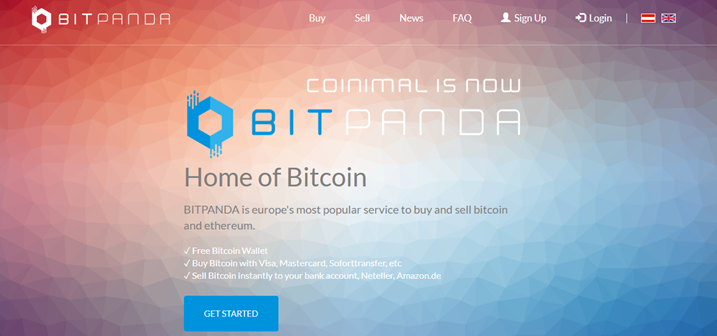 BITPANDA
Buy
Sell
News
FAQ
Sign Up
Login
COINIMAL IS NOW
BITPANDA
Home of Bitcoin
BITPANDA is europe's most popular service to buy and sell bitcoin
and ethereum.
✓ Free Bitcoin Wallet
✓ Buy Bitcoin with Visa, Mastercard, Soforttransfer, etc
✓ Sell Bitcoin instantly to your bank account, Neteller, Amazon.de
GET STARTED